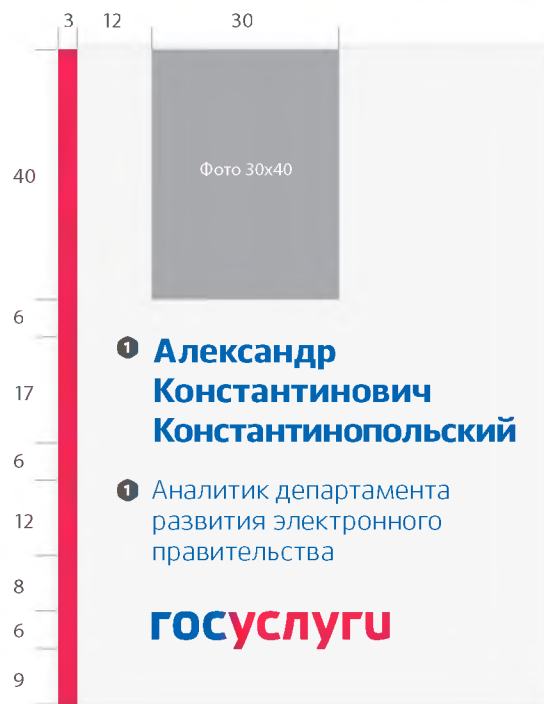 3 12 30
40
Фото 30х40
6
1 Александр
17 Константинович
Константинопольский
6
1 Аналитик департамента
12 развития электронного
правительства
8
6 госуслуги
9